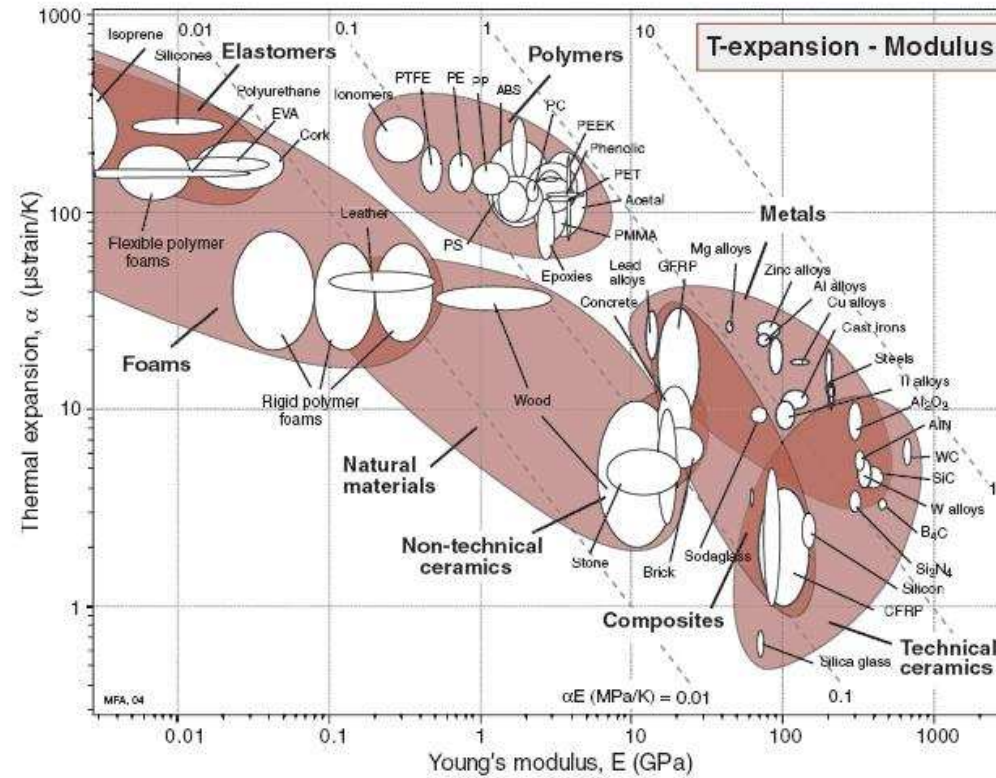 T-expansion - Modulus
1000
100
10
1
Thermal expansion, α (µstrain/K)
0.01
0.1
1
10
Isoprene
Silicones
Elastomers
Polyurethane
EVA
Cork
Flexible polymer
foams
Leather
Foams
Rigid polymer
foams
Natural
materials
Wood
Non-technical
ceramics
Stone
Brick
Ionomers
PTFE
PE
PP
ABS
Polymers
PC
PEEK
Phenolic
PET
Acetal
PMMA
PS
Epoxies
Lead
alloys
Concrete
GFRP
Mg alloys
Metals
Zinc alloys
Al alloys
Cu alloys
Cast irons
Steels
Ti alloys
Al₂O₃
AlN
WC
SiC
W alloys
B₄C
Si₃N₄
Silicon
CFRP
Sodaglass
Composites
Technical
ceramics
Silica glass
αE (MPa/K) = 0.01
0.1
1
MFA, 04
0.01
0.1
1
10
100
1000
Young's modulus, E (GPa)